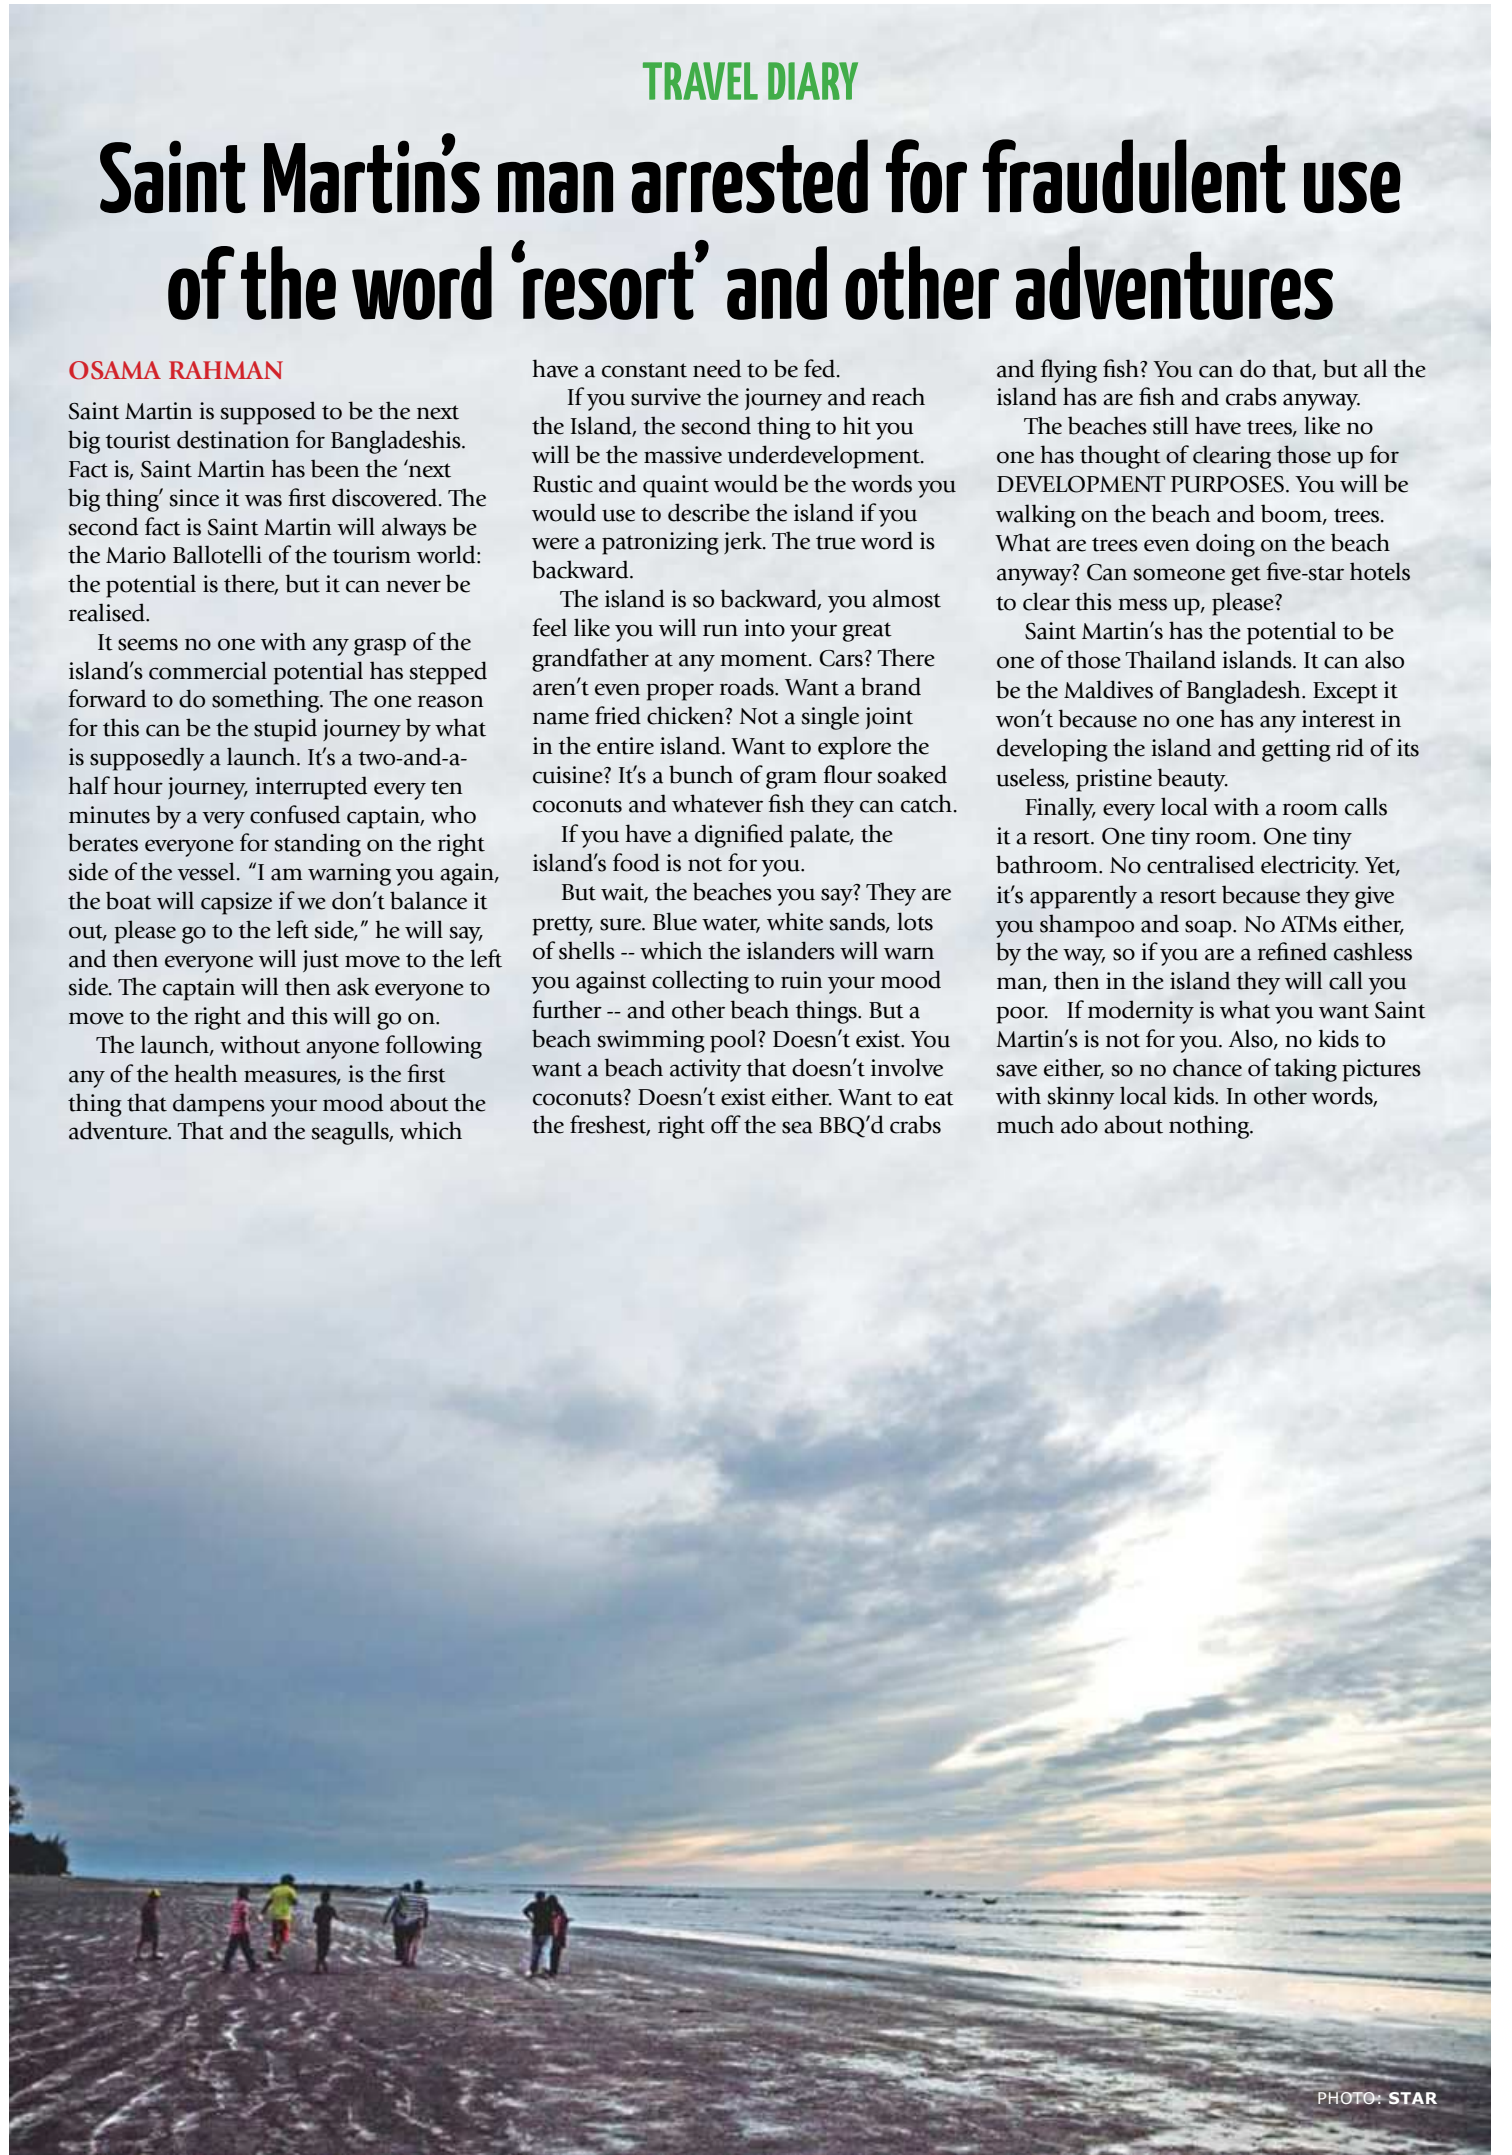 TRAVEL DIARY
Saint Martin's man arrested for fraudulent use
of the word 'resort' and other adventures
OSAMA RAHMAN
Saint Martin is supposed to be the next
big tourist destination for Bangladeshis.
Fact is, Saint Martin has been the 'next
big thing' since it was first discovered. The
second fact is Saint Martin will always be
the Mario Ballotelli of the tourism world:
the potential is there, but it can never be
realised.
It seems no one with any grasp of the
island's commercial potential has stepped
forward to do something. The one reason
for this can be the stupid journey by what
is supposedly a launch. It's a two-and-a-
half hour journey, interrupted every ten
minutes by a very confused captain, who
berates everyone for standing on the right
side of the vessel. "I am warning you again,
the boat will capsize if we don't balance it
out, please go to the left side," he will say,
and then everyone will just move to the left
side. The captain will then ask everyone to
move to the right and this will go on.
The launch, without anyone following
any of the health measures, is the first
thing that dampens your mood about the
adventure. That and the seagulls, which
have a constant need to be fed.
If you survive the journey and reach
the Island, the second thing to hit you
will be the massive underdevelopment.
Rustic and quaint would be the words you
would use to describe the island if you
were a patronizing jerk. The true word is
backward.
The island is so backward, you almost
feel like you will run into your great
grandfather at any moment. Cars? There
aren't even proper roads. Want a brand
name fried chicken? Not a single joint
in the entire island. Want to explore the
cuisine? It's a bunch of gram flour soaked
coconuts and whatever fish they can catch.
If you have a dignified palate, the
island's food is not for you.
But wait, the beaches you say? They are
pretty, sure. Blue water, white sands, lots
of shells -- which the islanders will warn
you against collecting to ruin your mood
further -- and other beach things. But a
beach swimming pool? Doesn't exist. You
want a beach activity that doesn't involve
coconuts? Doesn't exist either. Want to eat
the freshest, right off the sea BBQ'd crabs
and flying fish? You can do that, but all the
island has are fish and crabs anyway.
The beaches still have trees, like no
one has thought of clearing those up for
DEVELOPMENT PURPOSES. You will be
walking on the beach and boom, trees.
What are trees even doing on the beach
anyway? Can someone get five-star hotels
to clear this mess up, please?
Saint Martin's has the potential to be
one of those Thailand islands. It can also
be the Maldives of Bangladesh. Except it
won't because no one has any interest in
developing the island and getting rid of its
useless, pristine beauty.
Finally, every local with a room calls
it a resort. One tiny room. One tiny
bathroom. No centralised electricity. Yet,
it's apparently a resort because they give
you shampoo and soap. No ATMs either,
by the way, so if you are a refined cashless
man, then in the island they will call you
poor. If modernity is what you want Saint
Martin's is not for you. Also, no kids to
save either, so no chance of taking pictures
with skinny local kids. In other words,
much ado about nothing.
PHOTO: STAR